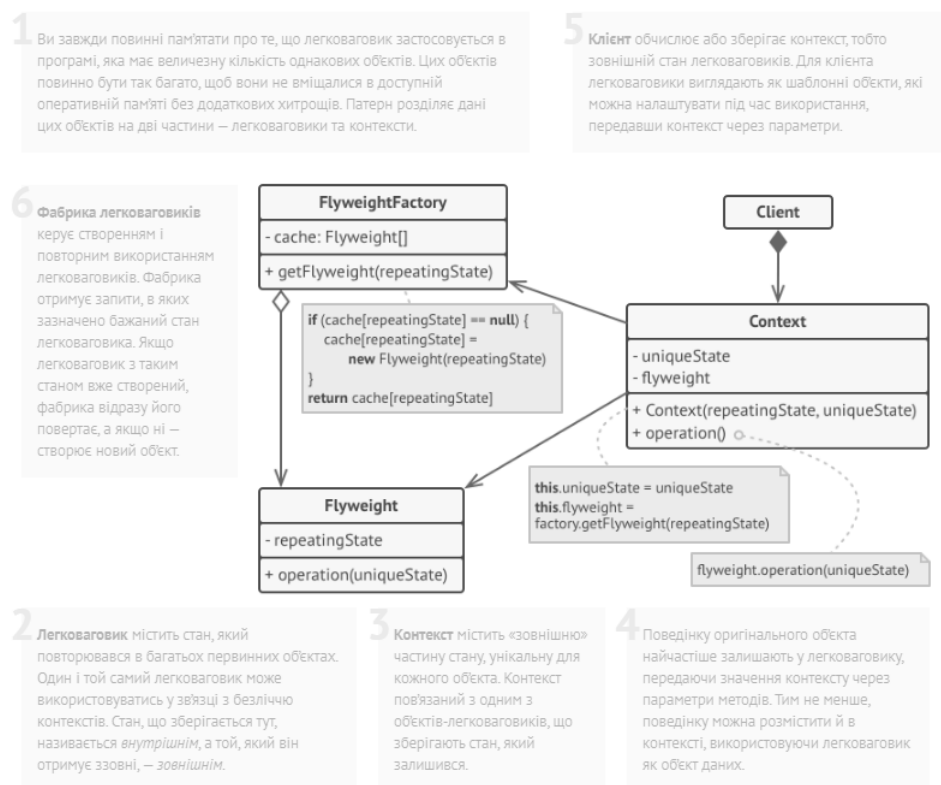 1
Ви завжди повинні пам'ятати про те, що легковаговик застосовується в
програмі, яка має величезну кількість однакових об'єктів. Цих об'єктів
повинно бути так багато, щоб вони не вміщалися в доступній
оперативній пам'яті без додаткових хитрощів. Патерн розділяє дані
цих об'єктів на дві частини — легковаговики та контексти.
5
Клієнт обчислює або зберігає контекст, тобто
зовнішній стан легковаговиків. Для клієнта
легковаговики виглядають як шаблонні об'єкти, які
можна налаштувати під час використання,
передавши контекст через параметри.
6
Фабрика легковаговиків
керує створенням і
повторним використанням
легковаговиків. Фабрика
отримує запити, в яких
зазначено бажаний стан
легковаговика. Якщо
легковаговик з таким
станом вже створений,
фабрика відразу його
повертає, а якщо ні —
створює новий об'єкт.
FlyweightFactory
- cache: Flyweight[]
+ getFlyweight(repeatingState)
if (cache[repeatingState] == null) {
cache[repeatingState] =
new Flyweight(repeatingState)
}
return cache[repeatingState]
Client
Context
- uniqueState
- flyweight
+ Context(repeatingState, uniqueState)
+ operation()
this.uniqueState = uniqueState
this.flyweight =
factory.getFlyweight(repeatingState)
flyweight.operation(uniqueState)
Flyweight
- repeatingState
+ operation(uniqueState)
2
Легковаговик містить стан, який
повторювався в багатьох первинних об'єктах.
Один і той самий легковаговик може
використовуватись у зв'язці з безліччю
контекстів. Стан, що зберігається тут,
називається внутрішнім, а той, який він
отримує ззовні, — зовнішнім.
3
Контекст містить «зовнішню»
частину стану, унікальну для
кожного об'єкта. Контекст
пов'язаний з одним з
об'єктів-легковаговиків, що
зберігають стан, який
залишився.
4
Поведінку оригінального об'єкта
найчастіше залишають у легковаговику,
передаючи значення контексту через
параметри методів. Тим не менше,
поведінку можна розмістити й в
контексті, використовуючи легковаговик
як об'єкт даних.